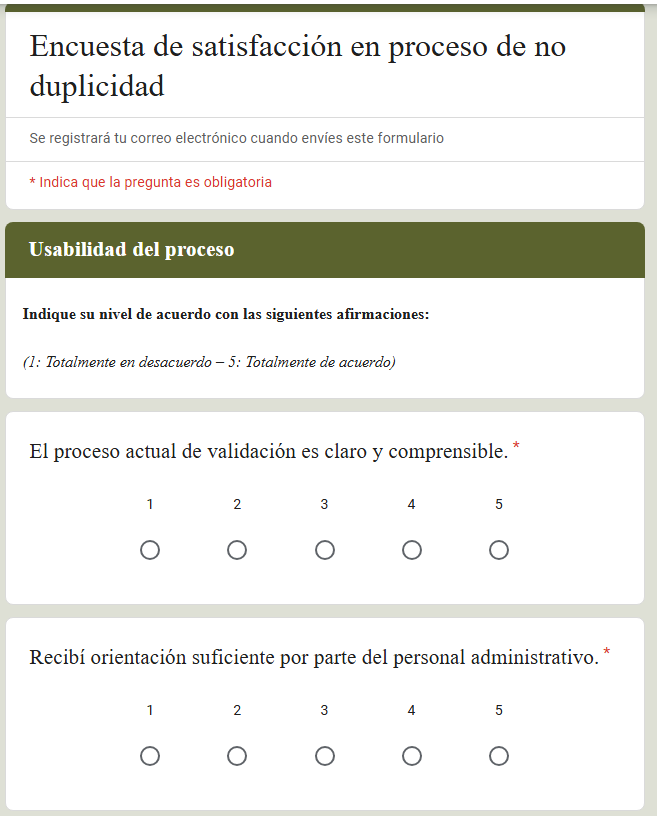 Encuesta de satisfacción en proceso de no
duplicidad
Se registrará tu correo electrónico cuando envíes este formulario
* Indica que la pregunta es obligatoria
Usabilidad del proceso
Indique su nivel de acuerdo con las siguientes afirmaciones:
(1: Totalmente en desacuerdo – 5: Totalmente de acuerdo)
El proceso actual de validación es claro y comprensible. *
1 2 3 4 5
Recibí orientación suficiente por parte del personal administrativo. *
1 2 3 4 5